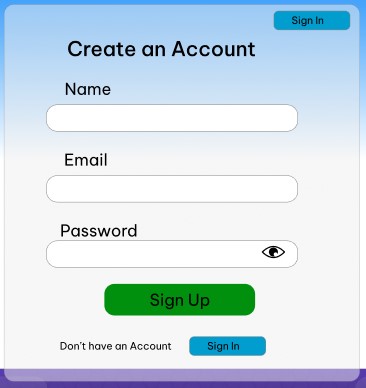 Sign In
Create an Account
Name
Email
Password
Sign Up
Don't have an Account
Sign In